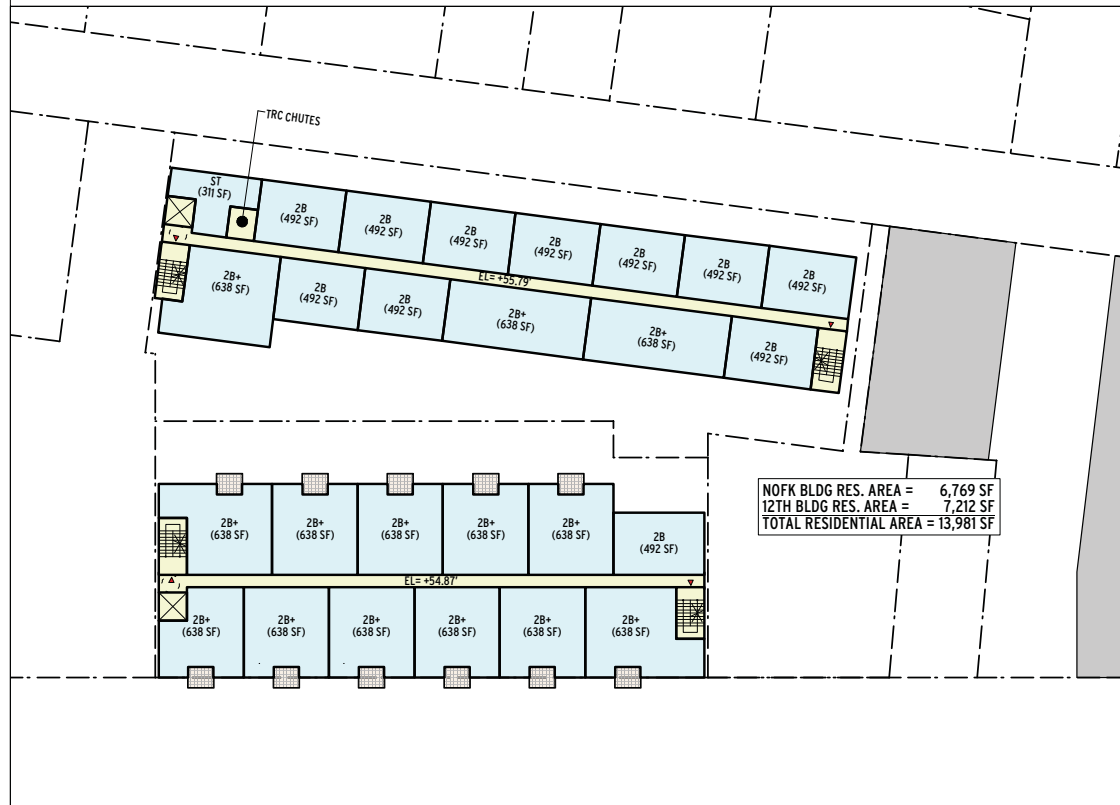 TRC CHUTES
ST
(311 SF)
2B
(492 SF)
2B
(492 SF)
2B
(492 SF)
2B
(492 SF)
2B
(492 SF)
2B
(492 SF)
2B
(492 SF)
EL= +55.79'
2B+
(638 SF)
2B
(492 SF)
2B
(492 SF)
2B+
(638 SF)
2B+
(638 SF)
2B
(492 SF)
NOFK BLDG RES. AREA = 6,769 SF
12TH BLDG RES. AREA = 7,212 SF
TOTAL RESIDENTIAL AREA = 13,981 SF
2B+
(638 SF)
2B+
(638 SF)
2B+
(638 SF)
2B+
(638 SF)
2B+
(638 SF)
2B
(492 SF)
EL= +54.87'
2B+
(638 SF)
2B+
(638 SF)
2B+
(638 SF)
2B+
(638 SF)
2B+
(638 SF)
2B+
(638 SF)